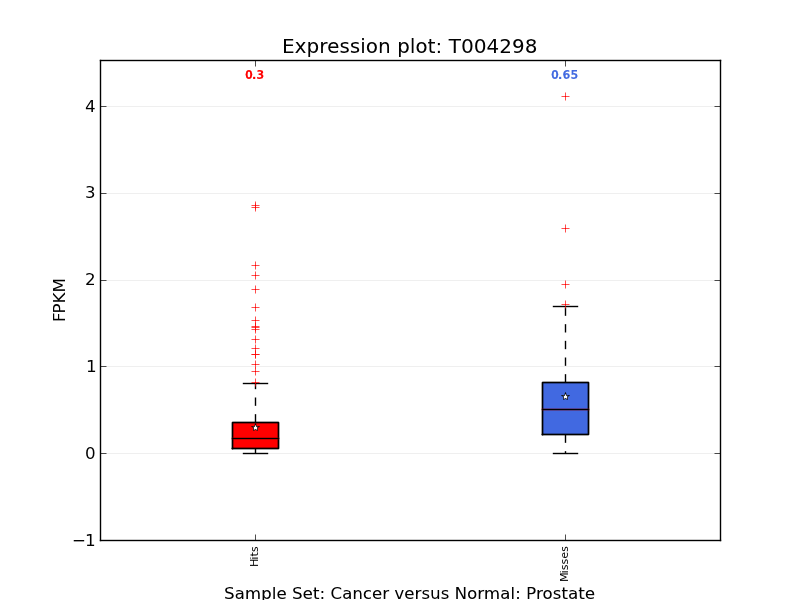 Expression plot: T004298
0.3 0.65
4
3
2
1
0
−1
FPKM
Hits Misses
Sample Set: Cancer versus Normal: Prostate